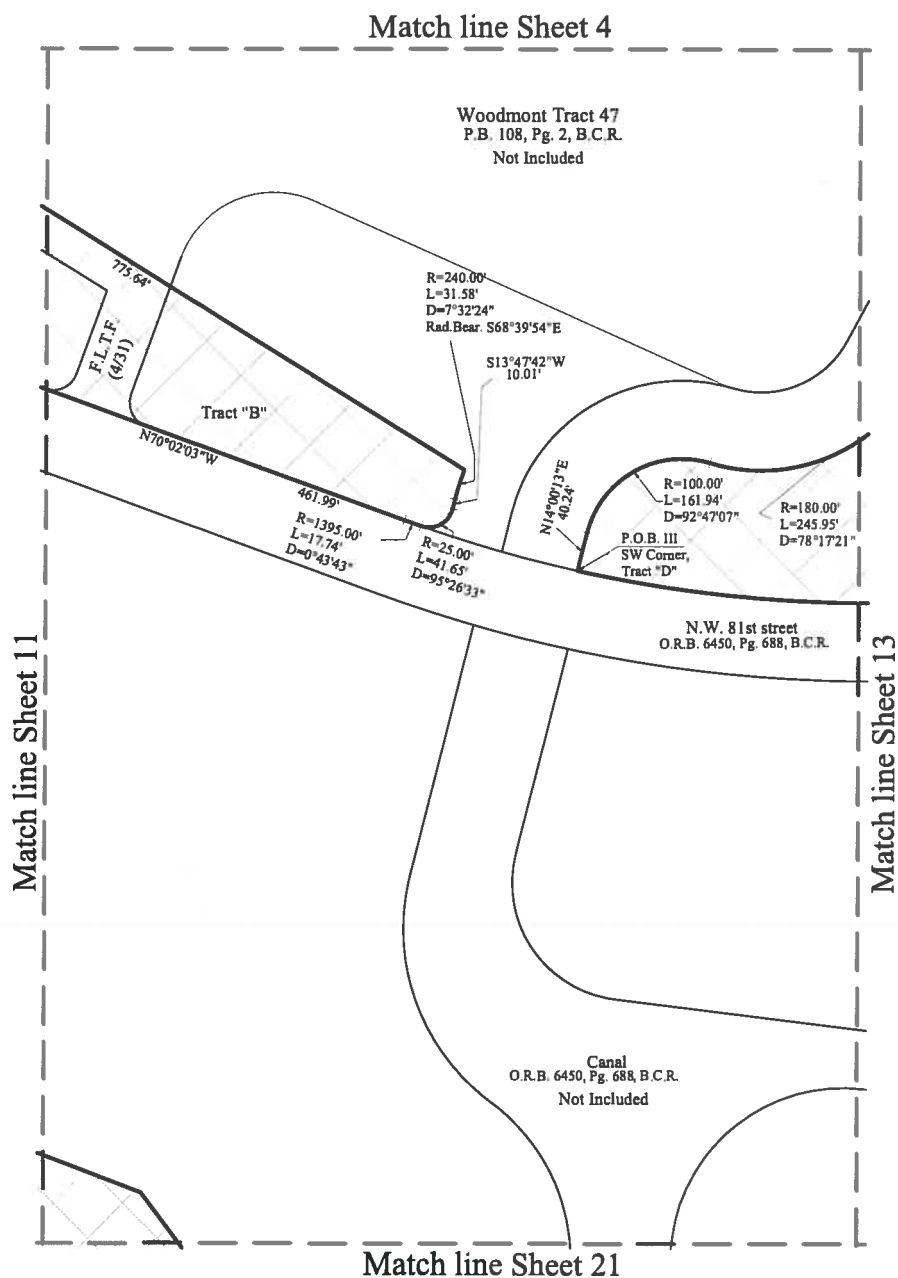 Match line Sheet 4
Woodmont Tract 47
P.B. 108, Pg. 2, B.C.R.
Not Included
775.64'
R=240.00'
L=31.58'
D=7°32'24"
Rad.Bear. S68°39'54"E
S13°47'42"W
10.01'
F.L.T.F.
(4/31)
Tract "B"
N70°02'03"W
461.99'
R=1395.00'
L=17.74'
D=0°43'43"
R=25.00'
L=41.65'
D=95°26'33"
N14°00'13"E
40.24'
R=100.00'
L=161.94'
D=92°47'07"
R=180.00'
L=245.95'
D=78°17'21"
P.O.B. III
SW Corner,
Tract "D"
N.W. 81st street
O.R.B. 6450, Pg. 688, B.C.R.
Match line Sheet 11
Match line Sheet 13
Canal
O.R.B. 6450, Pg. 688, B.C.R.
Not Included
Match line Sheet 21